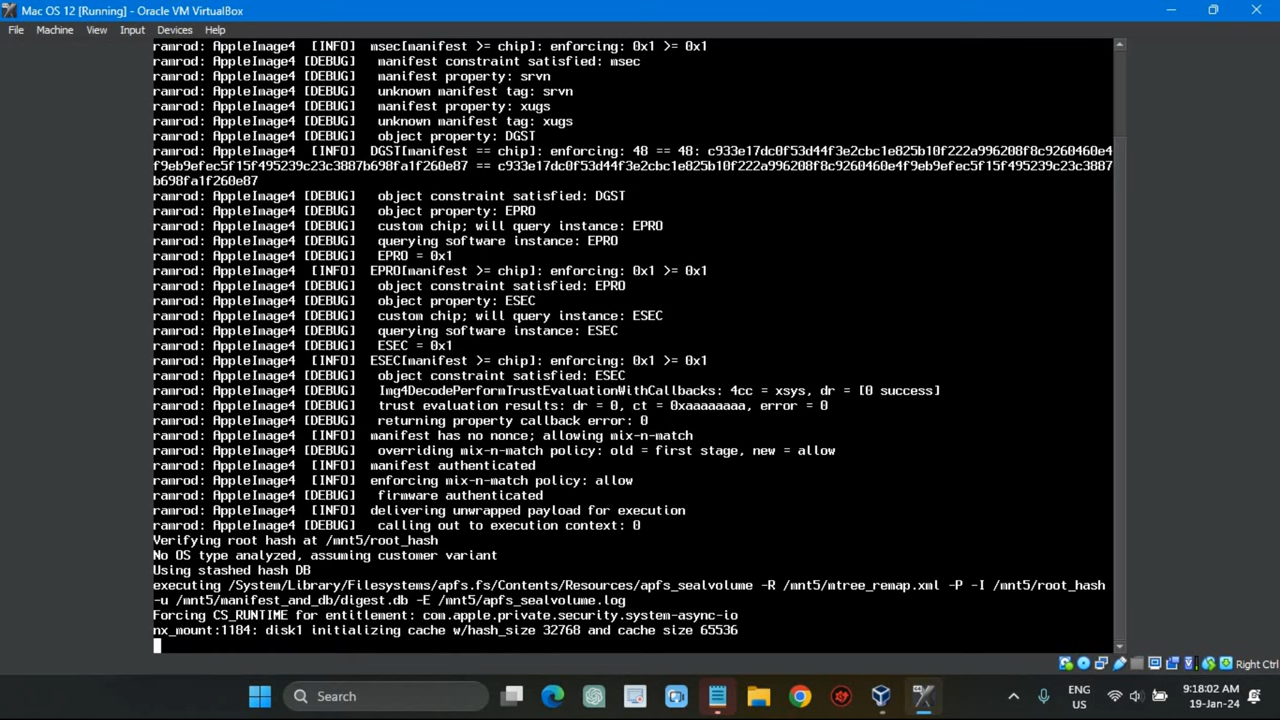 Mac OS 12 [Running] - Oracle VM VirtualBox
File Machine View Input Devices Help
ramrod: AppleImage4 [INFO] msec[manifest >= chip]: enforcing: 0x1 >= 0x1
ramrod: AppleImage4 [DEBUG] manifest constraint satisfied: msec
ramrod: AppleImage4 [DEBUG] manifest property: srvn
ramrod: AppleImage4 [DEBUG] unknown manifest tag: srvn
ramrod: AppleImage4 [DEBUG] manifest property: xugs
ramrod: AppleImage4 [DEBUG] unknown manifest tag: xugs
ramrod: AppleImage4 [DEBUG] object property: DGST
ramrod: AppleImage4 [INFO] DGST[manifest == chip]: enforcing: 48 == 48: c933e17dc0f53d44f3e2cbc1e825b10f222a996208f8c9260460e4
f9eb9efec5f15f495239c23c3887b698fa1f260e87 == c933e17dc0f53d44f3e2cbc1e825b10f222a996208f8c9260460e4f9eb9efec5f15f495239c23c3887
b698fa1f260e87
ramrod: AppleImage4 [DEBUG] object constraint satisfied: DGST
ramrod: AppleImage4 [DEBUG] object property: EPRO
ramrod: AppleImage4 [DEBUG] custom chip; will query instance: EPRO
ramrod: AppleImage4 [DEBUG] querying software instance: EPRO
ramrod: AppleImage4 [DEBUG] EPRO = 0x1
ramrod: AppleImage4 [INFO] EPRO[manifest >= chip]: enforcing: 0x1 >= 0x1
ramrod: AppleImage4 [DEBUG] object constraint satisfied: EPRO
ramrod: AppleImage4 [DEBUG] object property: ESEC
ramrod: AppleImage4 [DEBUG] custom chip; will query instance: ESEC
ramrod: AppleImage4 [DEBUG] querying software instance: ESEC
ramrod: AppleImage4 [DEBUG] ESEC = 0x1
ramrod: AppleImage4 [INFO] ESEC[manifest >= chip]: enforcing: 0x1 >= 0x1
ramrod: AppleImage4 [DEBUG] object constraint satisfied: ESEC
ramrod: AppleImage4 [DEBUG] Img4DecodePerformTrustEvaluationWithCallbacks: 4cc = xsys, dr = [0 success]
ramrod: AppleImage4 [DEBUG] trust evaluation results: dr = 0, ct = 0xaaaaaaaa, error = 0
ramrod: AppleImage4 [DEBUG] returning property callback error: 0
ramrod: AppleImage4 [INFO] manifest has no nonce; allowing mix-n-match
ramrod: AppleImage4 [DEBUG] overriding mix-n-match policy: old = first stage, new = allow
ramrod: AppleImage4 [INFO] manifest authenticated
ramrod: AppleImage4 [INFO] enforcing mix-n-match policy: allow
ramrod: AppleImage4 [DEBUG] firmware authenticated
ramrod: AppleImage4 [INFO] delivering unwrapped payload for execution
ramrod: AppleImage4 [DEBUG] calling out to execution context: 0
Verifying root hash at /mnt5/root_hash
No OS type analyzed, assuming customer variant
Using stashed hash DB
executing /System/Library/Filesystems/apfs.fs/Contents/Resources/apfs_sealvolume -R /mnt5/mtree_remap.xml -P -I /mnt5/root_hash
-u /mnt5/manifest_and_db/digest.db -E /mnt5/apfs_sealvolume.log
Forcing CS_RUNTIME for entitlement: com.apple.private.security.system-async-io
nx_mount:1184: disk1 initializing cache w/hash_size 32768 and cache size 65536
Right Ctrl
Search
ENG
US
9:18:02 AM
19-Jan-24